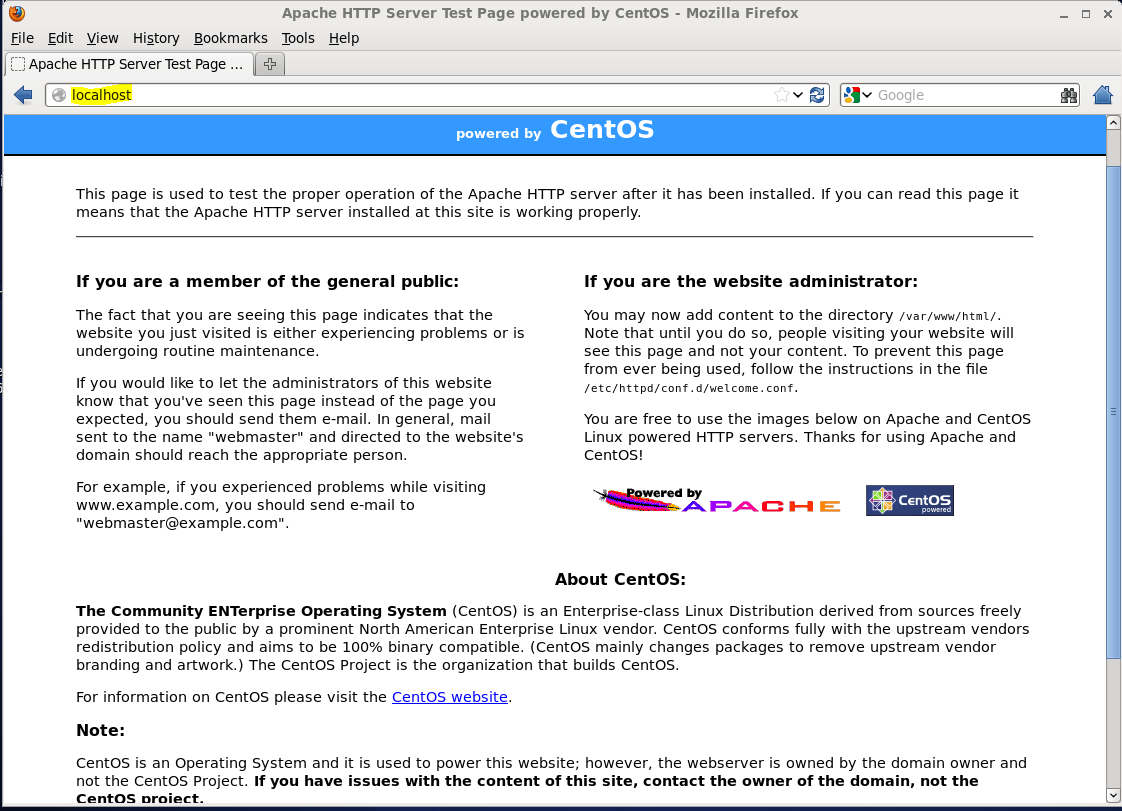 Apache HTTP Server Test Page powered by CentOS - Mozilla Firefox
File Edit View History Bookmarks Tools Help
Apache HTTP Server Test Page ...
localhost
Google
powered by CentOS
This page is used to test the proper operation of the Apache HTTP server after it has been installed. If you can read this page it
means that the Apache HTTP server installed at this site is working properly.
If you are a member of the general public:
The fact that you are seeing this page indicates that the
website you just visited is either experiencing problems or is
undergoing routine maintenance.
If you would like to let the administrators of this website
know that you've seen this page instead of the page you
expected, you should send them e-mail. In general, mail
sent to the name "webmaster" and directed to the website's
domain should reach the appropriate person.
For example, if you experienced problems while visiting
www.example.com, you should send e-mail to
"webmaster@example.com".
If you are the website administrator:
You may now add content to the directory /var/www/html/.
Note that until you do so, people visiting your website will
see this page and not your content. To prevent this page
from ever being used, follow the instructions in the file
/etc/httpd/conf.d/welcome.conf.
You are free to use the images below on Apache and CentOS
Linux powered HTTP servers. Thanks for using Apache and
CentOS!
Powered by
APACHE
CentOS
powered
About CentOS:
The Community ENTerprise Operating System (CentOS) is an Enterprise-class Linux Distribution derived from sources freely
provided to the public by a prominent North American Enterprise Linux vendor. CentOS conforms fully with the upstream vendors
redistribution policy and aims to be 100% binary compatible. (CentOS mainly changes packages to remove upstream vendor
branding and artwork.) The CentOS Project is the organization that builds CentOS.
For information on CentOS please visit the CentOS website.
Note:
CentOS is an Operating System and it is used to power this website; however, the webserver is owned by the domain owner and
not the CentOS Project. If you have issues with the content of this site, contact the owner of the domain, not the
CentOS project.